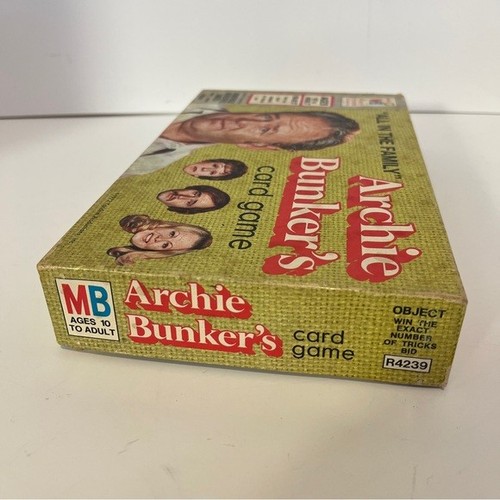 "ALL IN THE FAMILY"
Archie
Bunker's
card game
MB
AGES 10
TO ADULT
Archie
Bunker's
card
game
OBJECT
WIN THE
EXACT
NUMBER
OF TRICKS
BID
R4239